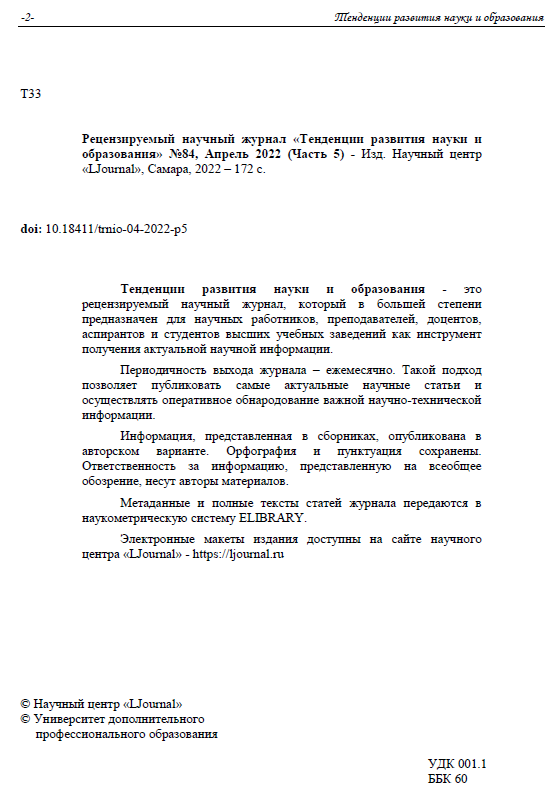 -2- Тенденции развития науки и образования
Т33
Рецензируемый научный журнал «Тенденции развития науки и
образования» №84, Апрель 2022 (Часть 5) - Изд. Научный центр
«LJournal», Самара, 2022 – 172 с.
doi: 10.18411/trnio-04-2022-p5
Тенденции развития науки и образования - это
рецензируемый научный журнал, который в большей степени
предназначен для научных работников, преподавателей, доцентов,
аспирантов и студентов высших учебных заведений как инструмент
получения актуальной научной информации.
Периодичность выхода журнала – ежемесячно. Такой подход
позволяет публиковать самые актуальные научные статьи и
осуществлять оперативное обнародование важной научно-технической
информации.
Информация, представленная в сборниках, опубликована в
авторском варианте. Орфография и пунктуация сохранены.
Ответственность за информацию, представленную на всеобщее
обозрение, несут авторы материалов.
Метаданные и полные тексты статей журнала передаются в
наукометрическую систему ELIBRARY.
Электронные макеты издания доступны на сайте научного
центра «LJournal» - https://ljournal.ru
© Научный центр «LJournal»
© Университет дополнительного
профессионального образования
УДК 001.1
ББК 60